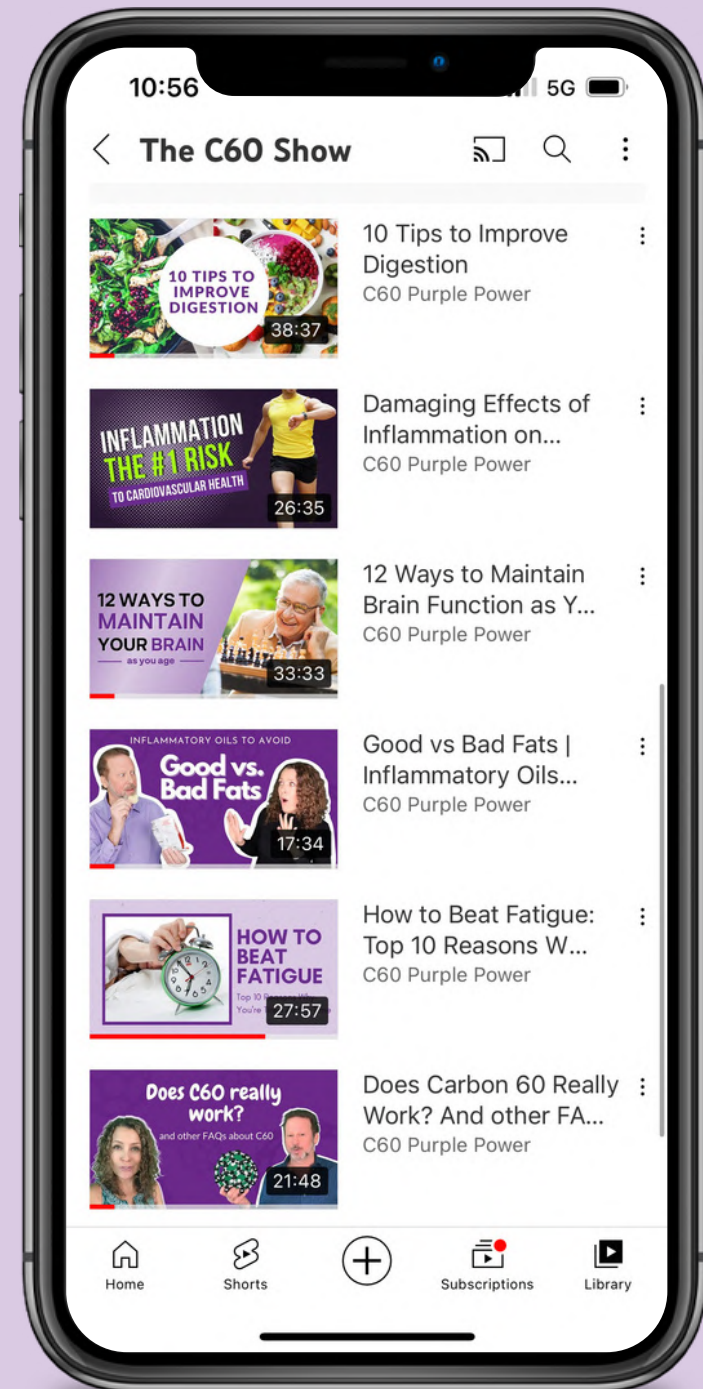 10:56
5G
The C60 Show
10 TIPS TO
IMPROVE
DIGESTION
38:37
10 Tips to Improve
Digestion
C60 Purple Power
INFLAMMATION
THE #1 RISK
TO CARDIOVASCULAR HEALTH
26:35
Damaging Effects of
Inflammation on...
C60 Purple Power
12 WAYS TO
MAINTAIN
YOUR BRAIN
as you age
33:33
12 Ways to Maintain
Brain Function as Y...
C60 Purple Power
INFLAMMATORY OILS TO AVOID
Good vs.
Bad Fats
17:34
Good vs Bad Fats |
Inflammatory Oils...
C60 Purple Power
HOW TO
BEAT
FATIGUE
Top 10 Reasons Why
You're
27:57
How to Beat Fatigue:
Top 10 Reasons W...
C60 Purple Power
Does C60 really
work?
and other FAQs about C60
21:48
Does Carbon 60 Really
Work? And other FA...
C60 Purple Power
Home
Shorts
Subscriptions
Library